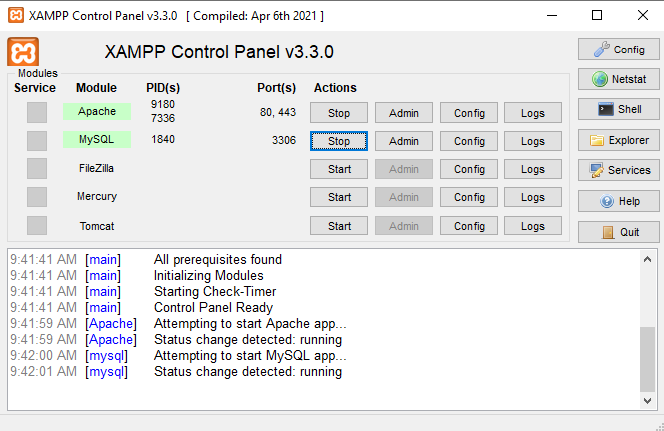 XAMPP Control Panel v3.3.0 [ Compiled: Apr 6th 2021 ]
XAMPP Control Panel v3.3.0
Config
Modules
Service Module PID(s) Port(s) Actions
Netstat
Apache 9180 7336 80, 443 Stop Admin Config Logs
Shell
MySQL 1840 3306 Stop Admin Config Logs
Explorer
FileZilla Start Admin Config Logs
Services
Mercury Start Admin Config Logs
Help
Tomcat Start Admin Config Logs
Quit
9:41:41 AM [main] All prerequisites found
9:41:41 AM [main] Initializing Modules
9:41:41 AM [main] Starting Check-Timer
9:41:41 AM [main] Control Panel Ready
9:41:59 AM [Apache] Attempting to start Apache app...
9:41:59 AM [Apache] Status change detected: running
9:42:00 AM [mysql] Attempting to start MySQL app...
9:42:01 AM [mysql] Status change detected: running